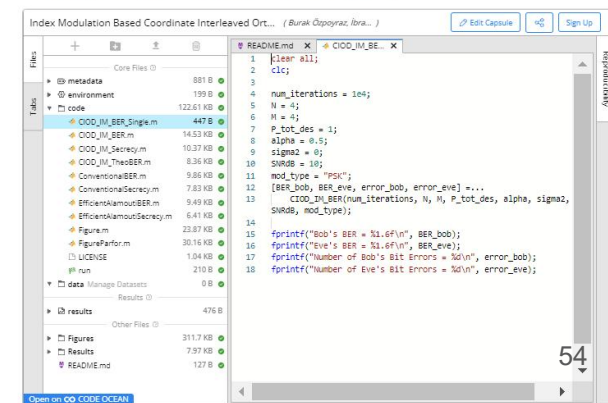 Index Modulation Based Coordinate Interleaved Ort... (Burak Özpoyraz, İbra... )
Edit Capsule
Sign Up
Files
Tabs
Reproducibility
Core Files
metadata 881 B
environment 199 B
code 122.61 KB
CIOD_IM_BER_Single.m 447 B
CIOD_IM_BER.m 14.53 KB
CIOD_IM_Secrecy.m 10.37 KB
CIOD_IM_TheoBER.m 8.36 KB
ConventionalBER.m 9.86 KB
ConventionalSecrecy.m 7.83 KB
EfficientAlamoutiBER.m 9.49 KB
EfficientAlamoutiSecrecy.m 6.41 KB
Figure.m 23.87 KB
FigureParfor.m 30.16 KB
LICENSE 1.04 KB
run 210 B
data Manage Datasets 0 B
Results
results 476 B
Other Files
Figures 311.7 KB
Results 7.97 KB
README.md 127 B
Open on CODE OCEAN
README.md X CIOD_IM_BE... X
1 clear all;
2 clc;
3
4 num_iterations = 1e4;
5 N = 4;
6 M = 4;
7 P_tot_des = 1;
8 alpha = 0.5;
9 sigma2 = 0;
10 SNRdB = 10;
11 mod_type = "PSK";
12 [BER_bob, BER_eve, error_bob, error_eve] =...
13 CIOD_IM_BER(num_iterations, N, M, P_tot_des, alpha, sigma2,
SNRdB, mod_type);
14
15 fprintf("Bob's BER = %1.6f\n", BER_bob);
16 fprintf("Eve's BER = %1.6f\n", BER_eve);
17 fprintf("Number of Bob's Bit Errors = %d\n", error_bob);
18 fprintf("Number of Eve's Bit Errors = %d\n", error_eve);
54